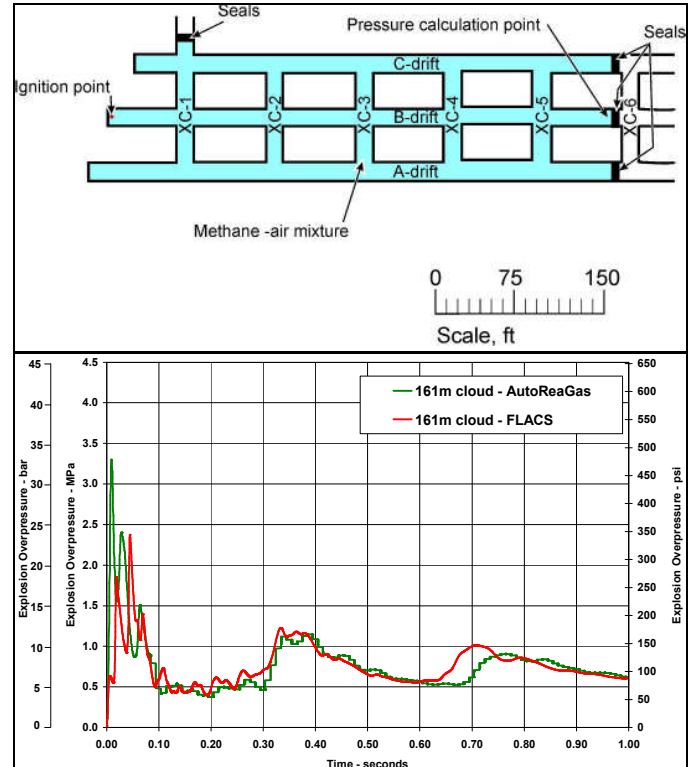 Seals
Pressure calculation point
Seals
C-drift
Ignition point
XC-1
XC-2
XC-3
XC-4
XC-5
XC-6
B-drift
A-drift
Methane -air mixture
0 75 150
Scale, ft
45
40
35
30
25
20
15
10
5
0
Explosion Overpressure - bar
4.5
4.0
3.5
3.0
2.5
2.0
1.5
1.0
0.5
0.0
Explosion Overpressure - MPa
161m cloud - AutoReaGas
161m cloud - FLACS
650
600
550
500
450
400
350
300
250
200
150
100
50
0
Explosion Overpressure - psi
0.00 0.10 0.20 0.30 0.40 0.50 0.60 0.70 0.80 0.90 1.00
Time - seconds